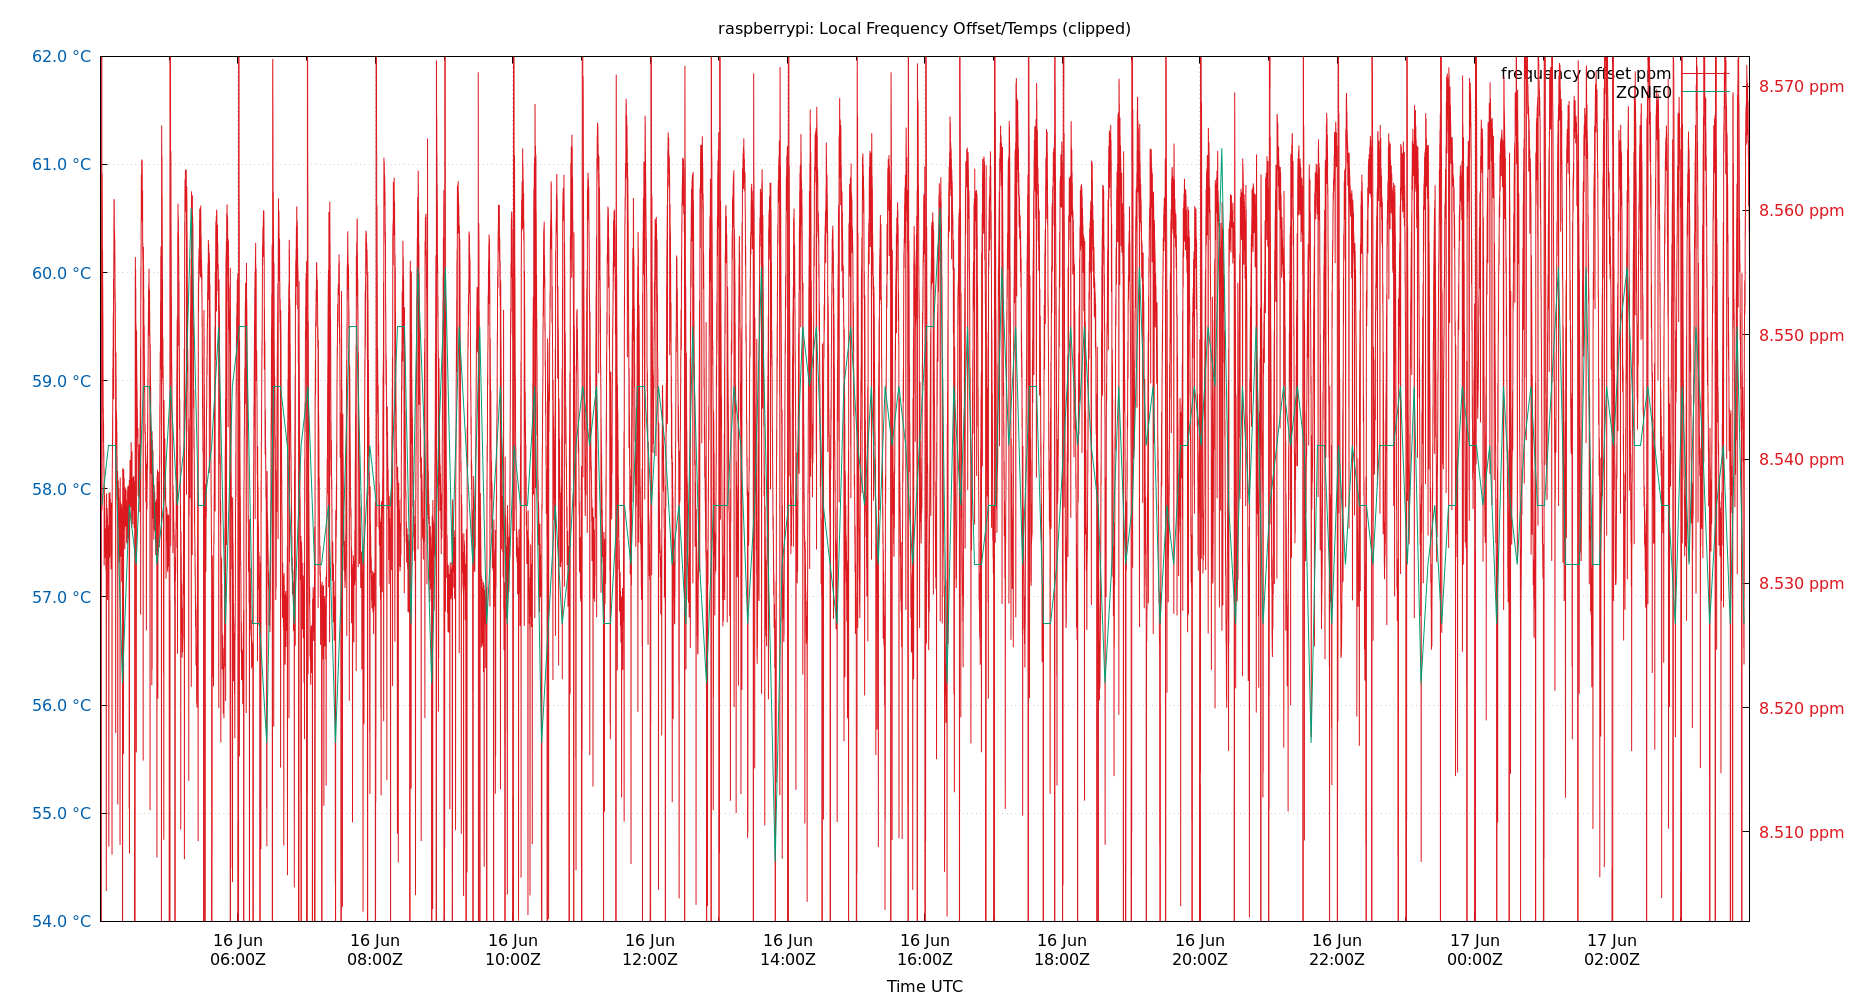 raspberrypi: Local Frequency Offset/Temps (clipped)
62.0 °C
61.0 °C
60.0 °C
59.0 °C
58.0 °C
57.0 °C
56.0 °C
55.0 °C
54.0 °C
frequency offset ppm
ZONE0
8.570 ppm
8.560 ppm
8.550 ppm
8.540 ppm
8.530 ppm
8.520 ppm
8.510 ppm
16 Jun
06:00Z
16 Jun
08:00Z
16 Jun
10:00Z
16 Jun
12:00Z
16 Jun
14:00Z
16 Jun
16:00Z
16 Jun
18:00Z
16 Jun
20:00Z
16 Jun
22:00Z
17 Jun
00:00Z
17 Jun
02:00Z
Time UTC